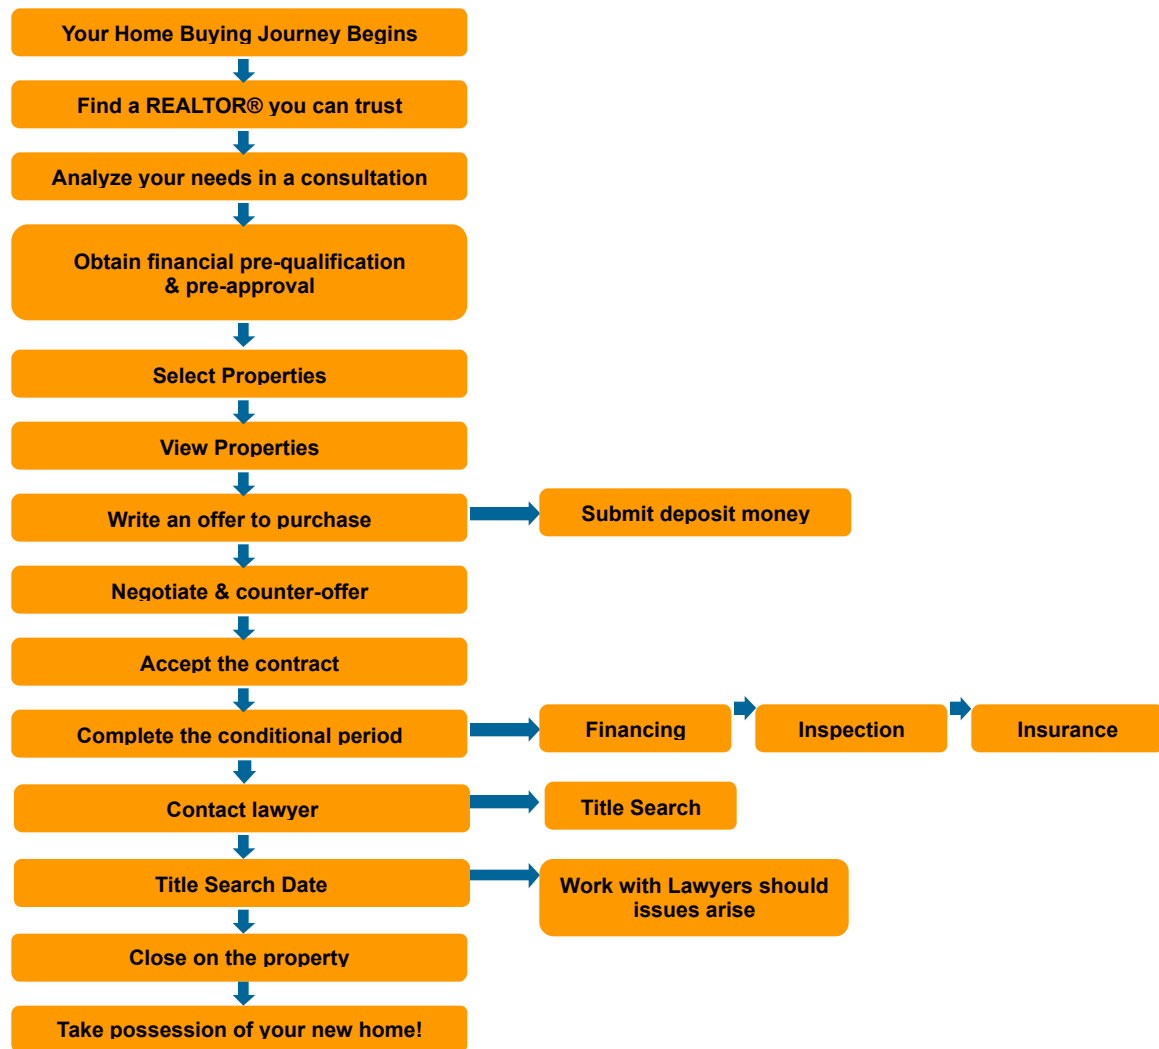 Your Home Buying Journey Begins
Find a REALTOR® you can trust
Analyze your needs in a consultation
Obtain financial pre-qualification
& pre-approval
Select Properties
View Properties
Write an offer to purchase
Submit deposit money
Negotiate & counter-offer
Accept the contract
Complete the conditional period
Financing
Inspection
Insurance
Contact lawyer
Title Search
Title Search Date
Work with Lawyers should
issues arise
Close on the property
Take possession of your new home!